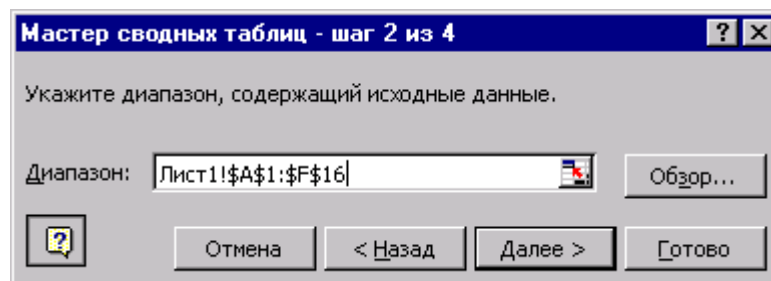 Мастер сводных таблиц - шаг 2 из 4
Укажите диапазон, содержащий исходные данные.
Диапазон: Лист1!$A$1:$F$16 Обзор...
Отмена < Назад Далее > Готово